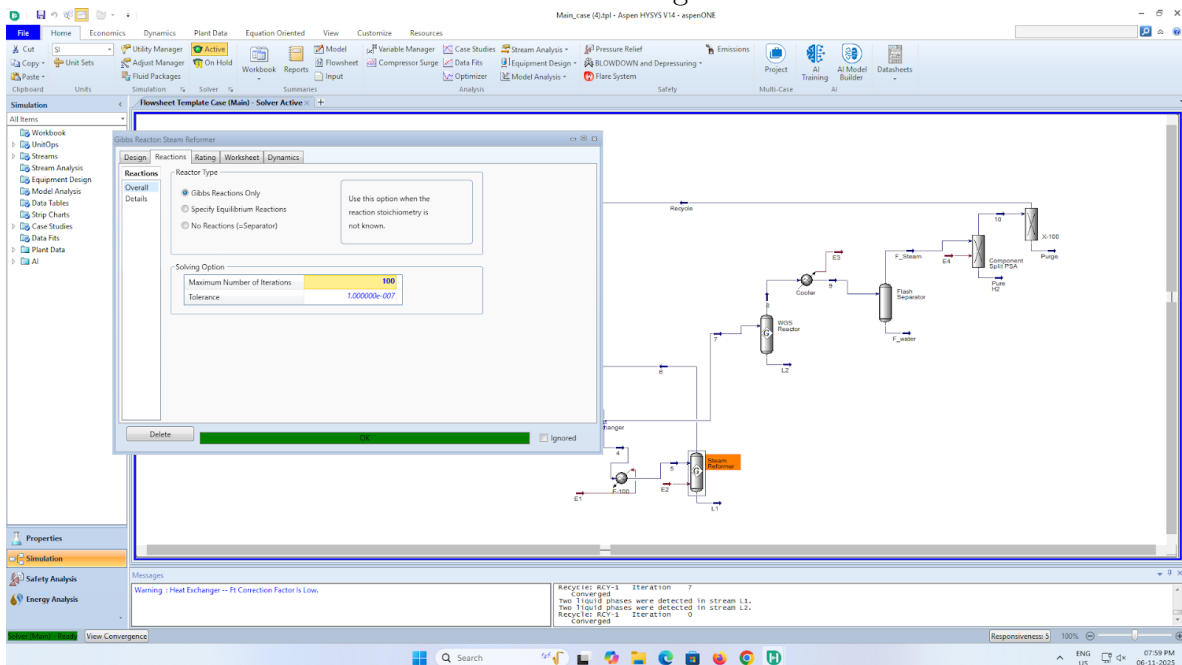 Main_case (4).tpl - Aspen HYSYS V14 - aspenONE
File Home Economics Dynamics Plant Data Equation Oriented View Customize Resources
Cut SI Utility Manager Active Model Variable Manager Case Studies Stream Analysis Pressure Relief Emissions
Copy Unit Sets Adjust Manager On Hold Workbook Reports Flowsheet Compressor Surge Data Fits Equipment Design BLOWDOWN and Depressuring Project AI Training AI Model Builder Datasheets
Paste Fluid Packages Input Optimizer Model Analysis Flare System
Clipboard Units Simulation Solver Summaries Analysis Safety Multi-Case AI
Simulation
Flowsheet Template Case (Main) - Solver Active
All Items
Workbook
UnitOps
Streams
Stream Analysis
Equipment Design
Model Analysis
Data Tables
Strip Charts
Case Studies
Data Fits
Plant Data
AI
Gibbs Reactor: Steam Reformer
Design Reactions Rating Worksheet Dynamics
Reactions
Overall
Details
Reactor Type
Gibbs Reactions Only
Specify Equilibrium Reactions
No Reactions (=Separator)
Use this option when the
reaction stoichiometry is
not known.
Solving Option
Maximum Number of Iterations 100
Tolerance 1.000000e-007
Delete
OK
Ignored
Recycle
10
X-100
Purge
E3
F_Steam
E4
Component
Split PSA
Pure
H2
Cooler
9
8
Flash
Separator
F_water
WGS
Reactor
7
L2
6
4
5
Steam
Reformer
E1
E-100
E2
L1
Properties
Simulation
Safety Analysis
Energy Analysis
Messages
Warning : Heat Exchanger -- Ft Correction Factor Is Low.
Recycle: RCY-1 Iteration 7
Converged
Two liquid phases were detected in stream L1.
Two liquid phases were detected in stream L2.
Recycle: RCY-1 Iteration 0
Converged
Solver (Main) - Ready View Convergence
Responsiveness: 5 100%
Search
ENG
US
07:59 PM
06-11-2025